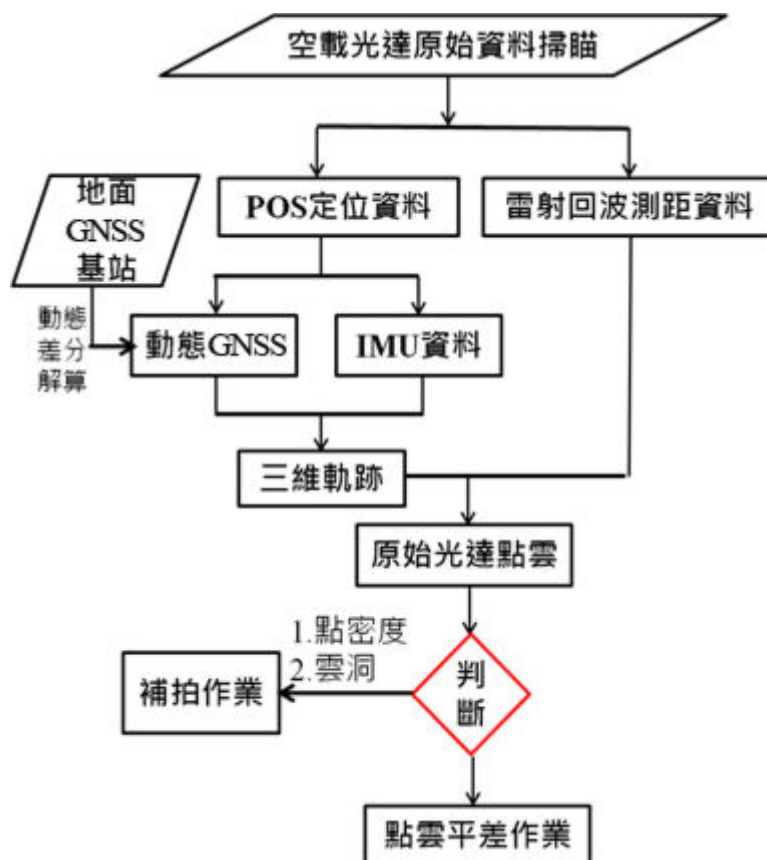 空載光達原始資料掃瞄
地面
GNSS
基站
POS定位資料
雷射回波測距資料
動態
差分
解算
動態GNSS
IMU資料
三維軌跡
原始光達點雲
1.點密度
2.雲洞
補拍作業
判
斷
點雲平差作業